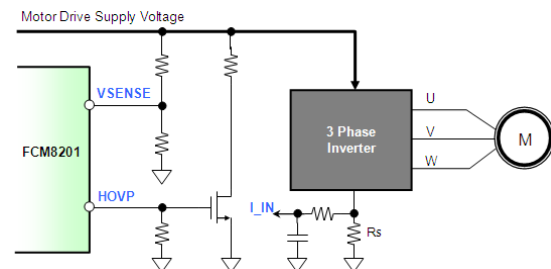 Motor Drive Supply Voltage
VSENSE
FCM8201
HOVP
3 Phase
Inverter
U
V
W
M
I_IN
Rs